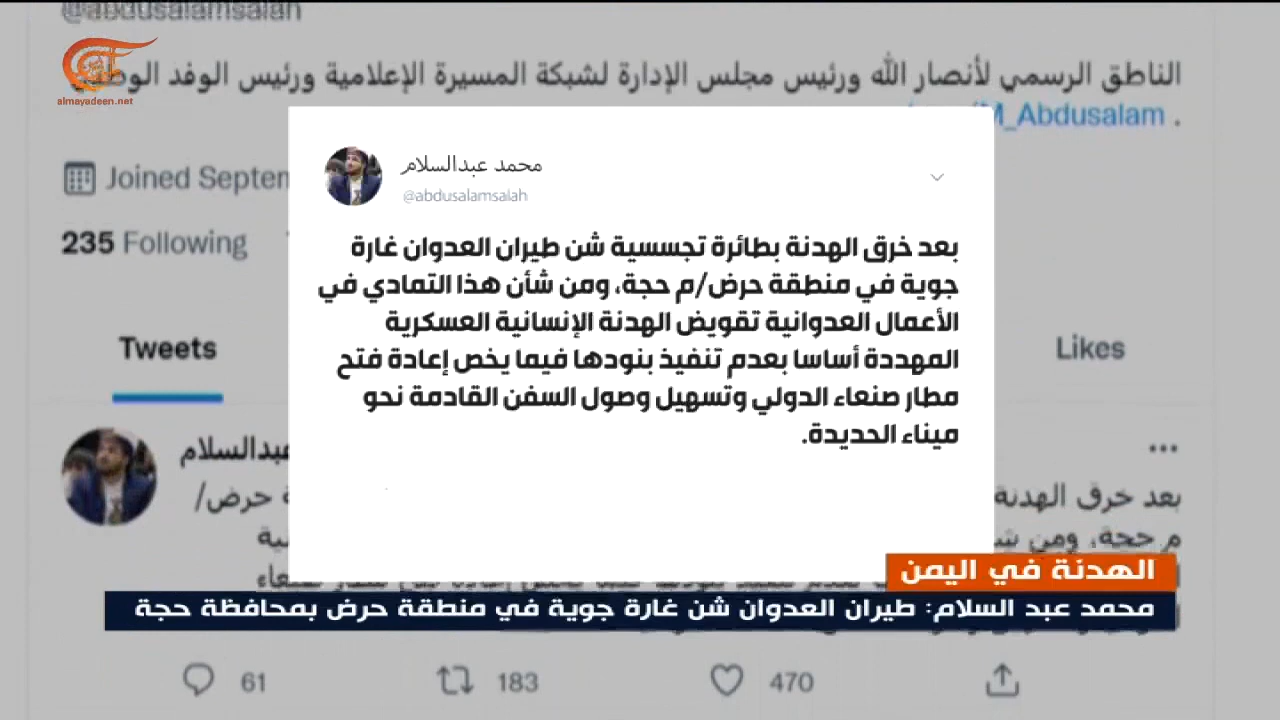 @abdusalamsalah
الناطق الرسمي لأنصار الله ورئيس مجلس الإدارة لشبكة المسيرة الإعلامية ورئيس الوفد
almayadeen.net
M_Abdusalam .
Joined
235 Following
Tweets
Likes
محمد عبدالسلام
@abdusalamsalah
بعد خرق الهدنة بطائرة تجسسية شن طيران العدوان غارة
جوية في منطقة حرض/م حجة، ومن شأن هذا التمادي في
الأعمال العدوانية تقويض الهدنة الإنسانية العسكرية
المهددة أساسا بعدم تنفيذ بنودها فيما يخص إعادة فتح
مطار صنعاء الدولي وتسهيل وصول السفن القادمة نحو
ميناء الحديدة.
عبدالسلام
بعد خرق الهدنة
حرض/
م حجة، ومن
الهدنة في اليمن
محمد عبد السلام: طيران العدوان شن غارة جوية في منطقة حرض بمحافظة حجة
61
183
470